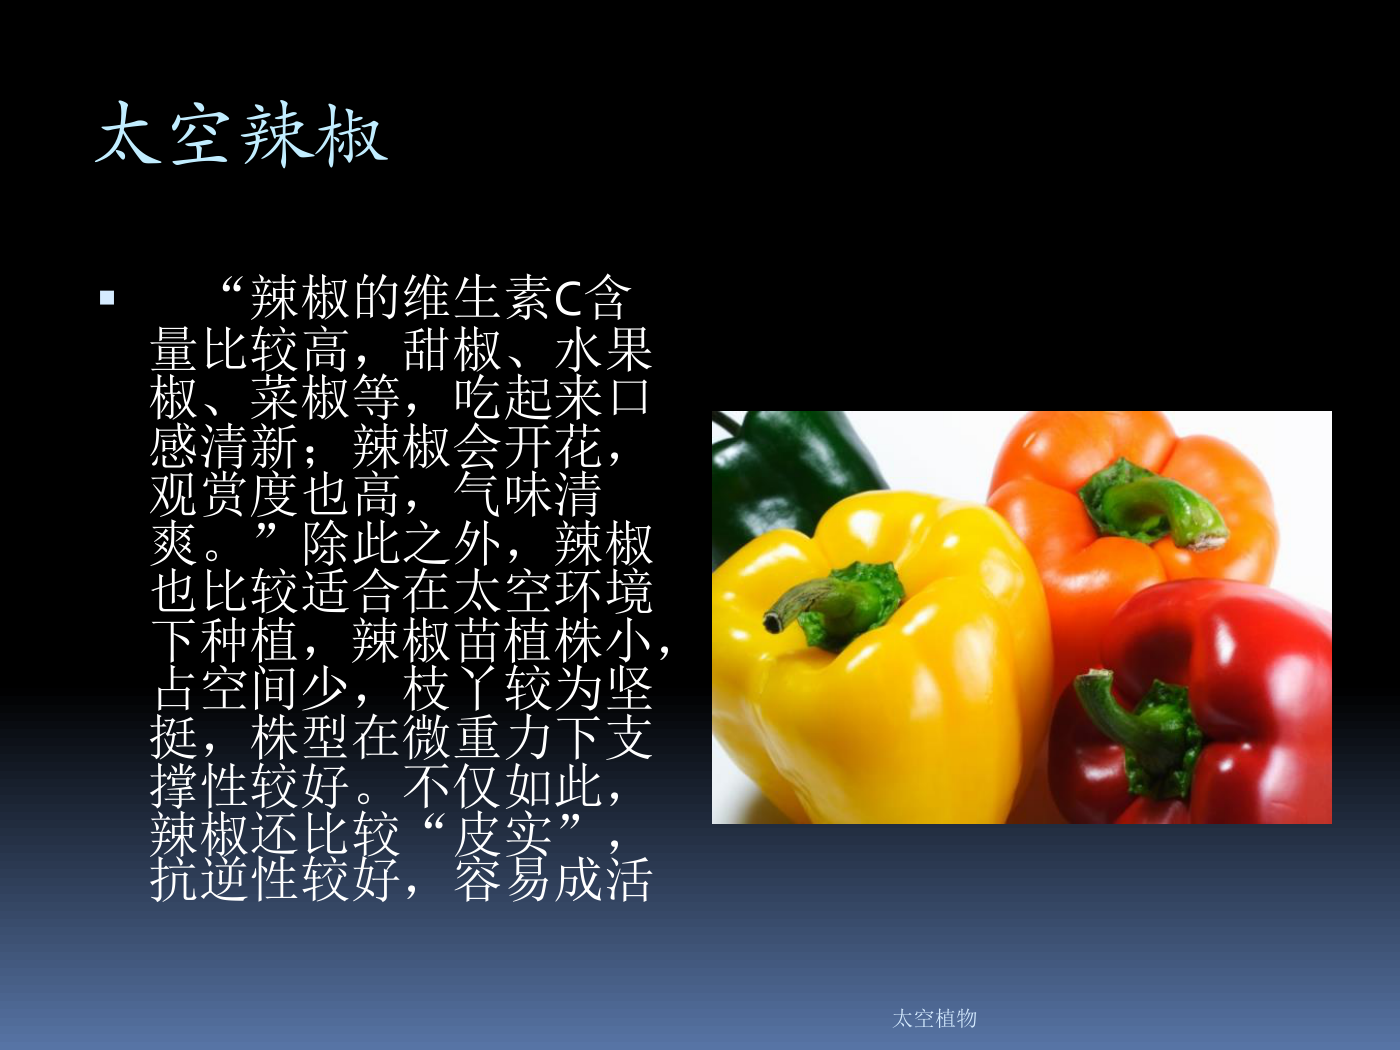 太空辣椒
“辣椒的维生素C含
量比较高，甜椒、水果
椒、菜椒等，吃起来口
感清新；辣椒会开花，
观赏度也高，气味清
爽。”除此之外，辣椒
也比较适合在太空环境
下种植，辣椒苗植株小，
占空间少，枝丫较为坚
挺，株型在微重力下支
撑性较好。不仅如此，
辣椒还比较“皮实”，
抗逆性较好，容易成活
太空植物